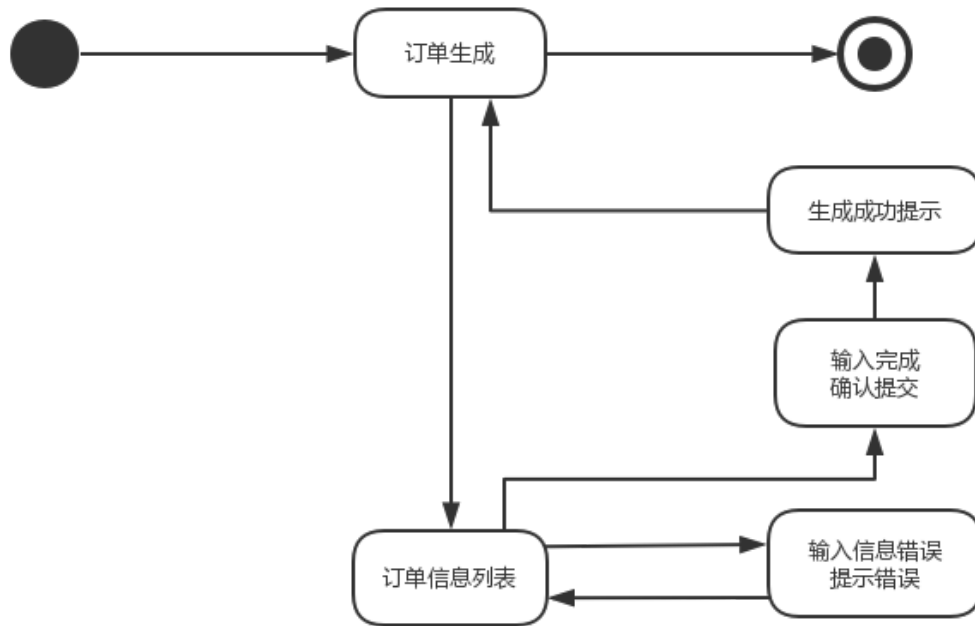 订单生成
生成成功提示
输入完成
确认提交
订单信息列表
输入信息错误
提示错误